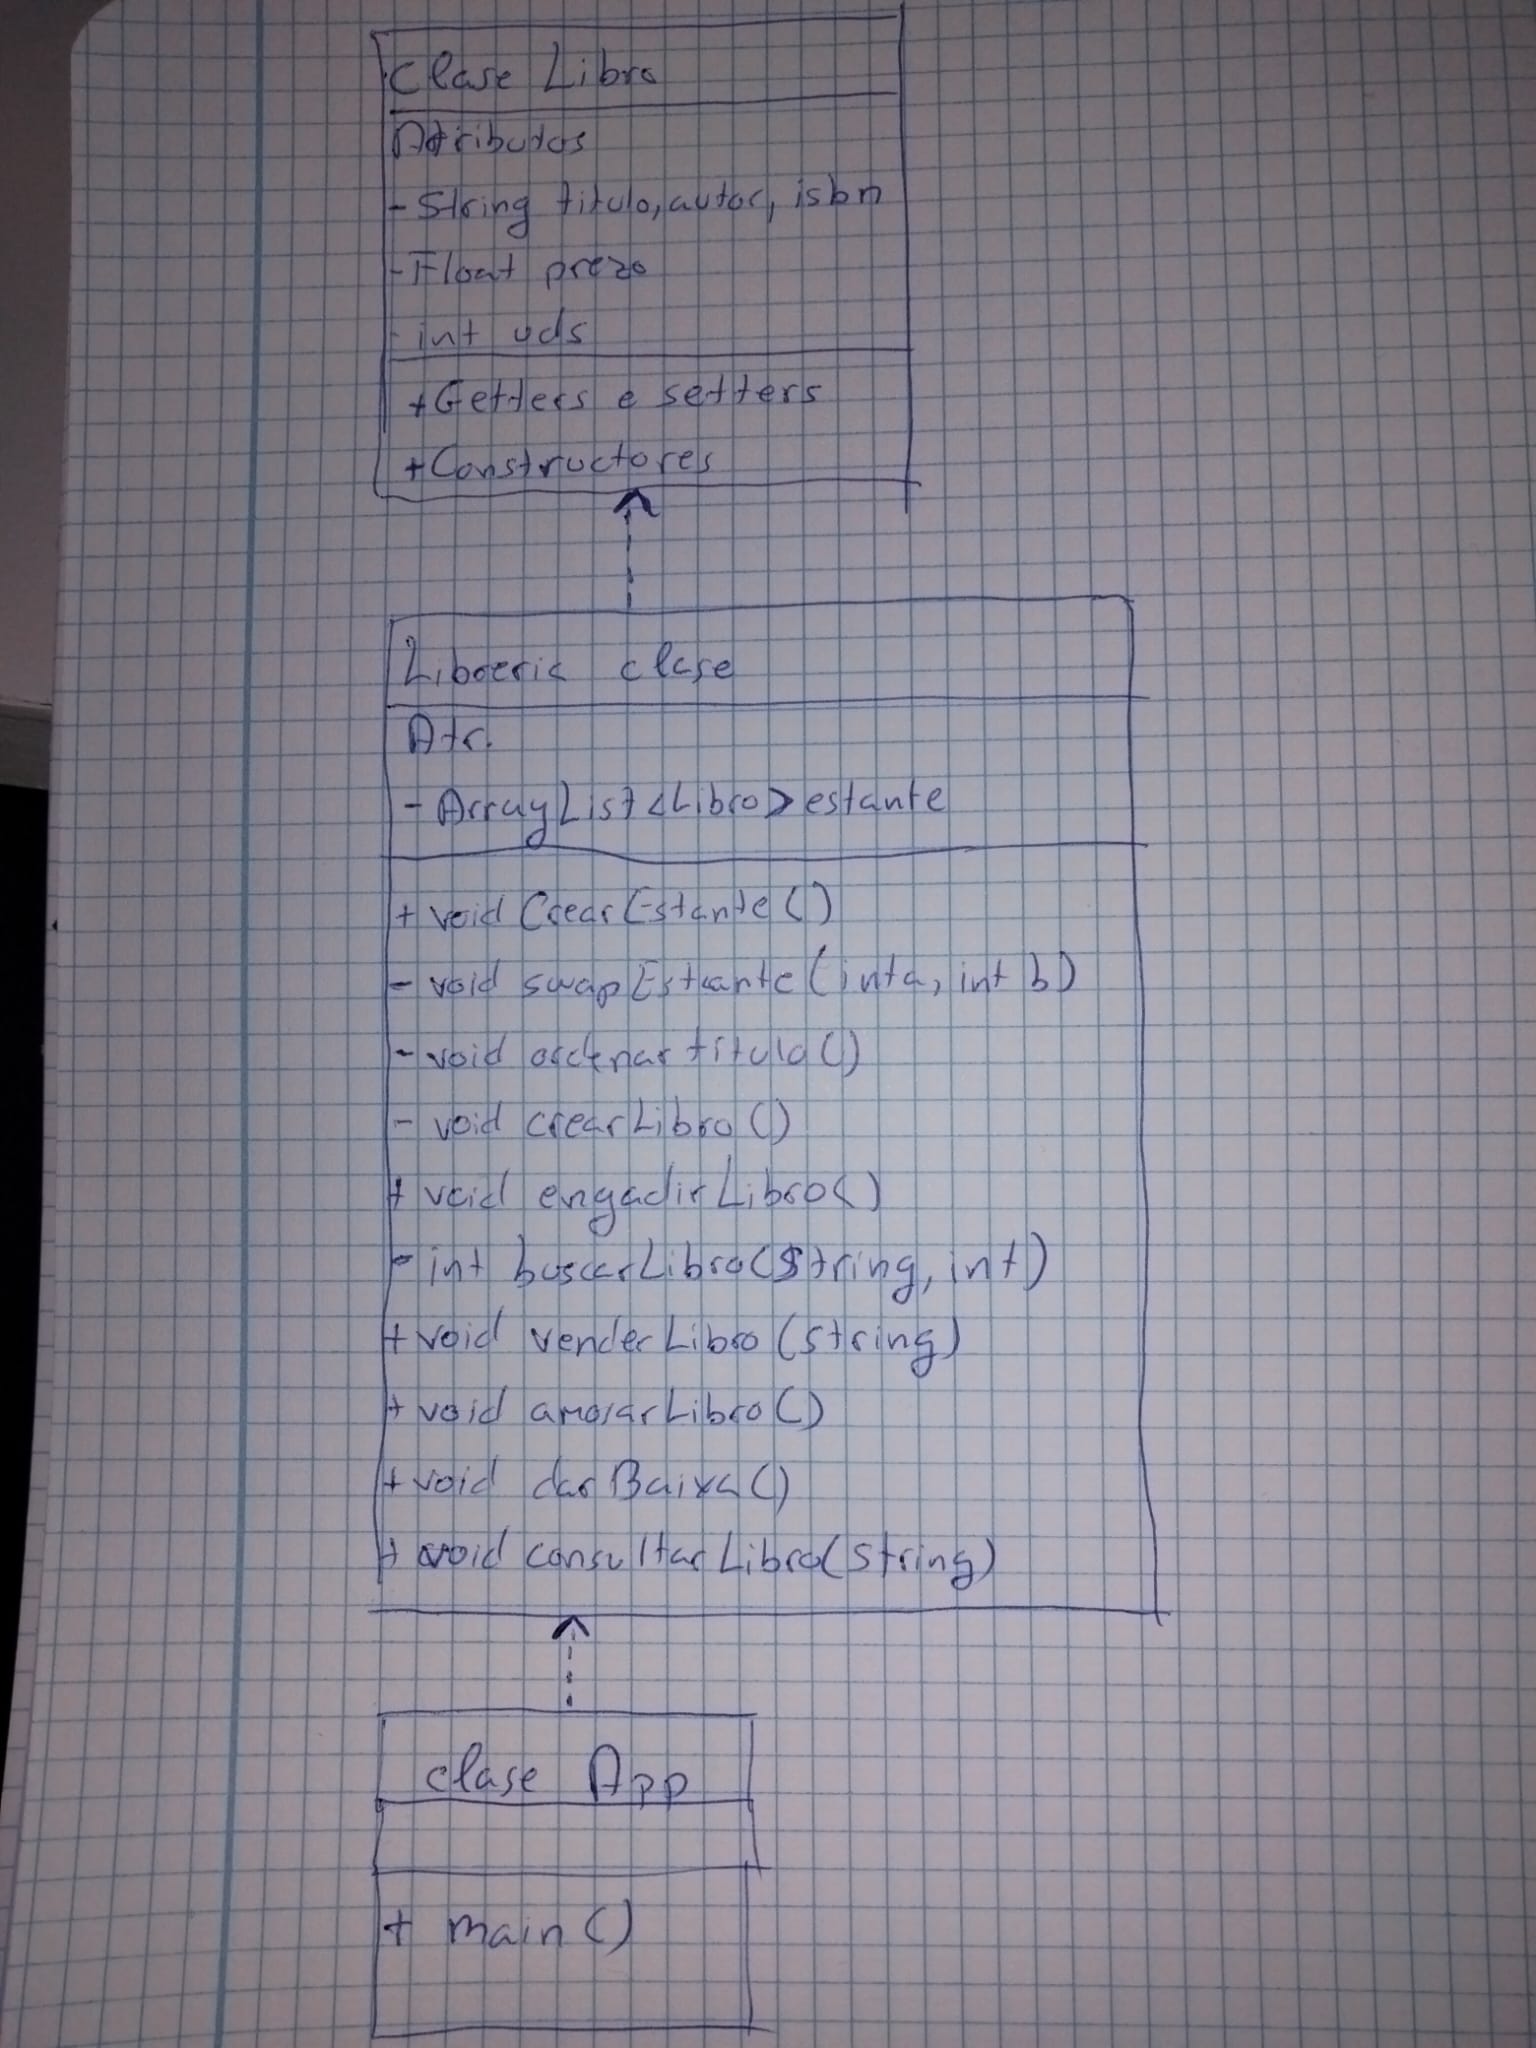 Clase Libro
Atributos
- String titulo, autor, isbn
- Float prezo
- int uds
+ Getters e setters
+ Constructores
Libreria clase
Atr.
- ArrayList<Libro> estante
+ void CrearEstante()
- void swapEstante(int a, int b)
- void ordenar titulo()
- void crearLibro()
+ void engadirLibro()
- int buscarLibro(String, int)
+ void venderLibro(String)
+ void amosarLibro()
+ void darBaixa()
+ void consultarLibro(String)
clase App
+ main()